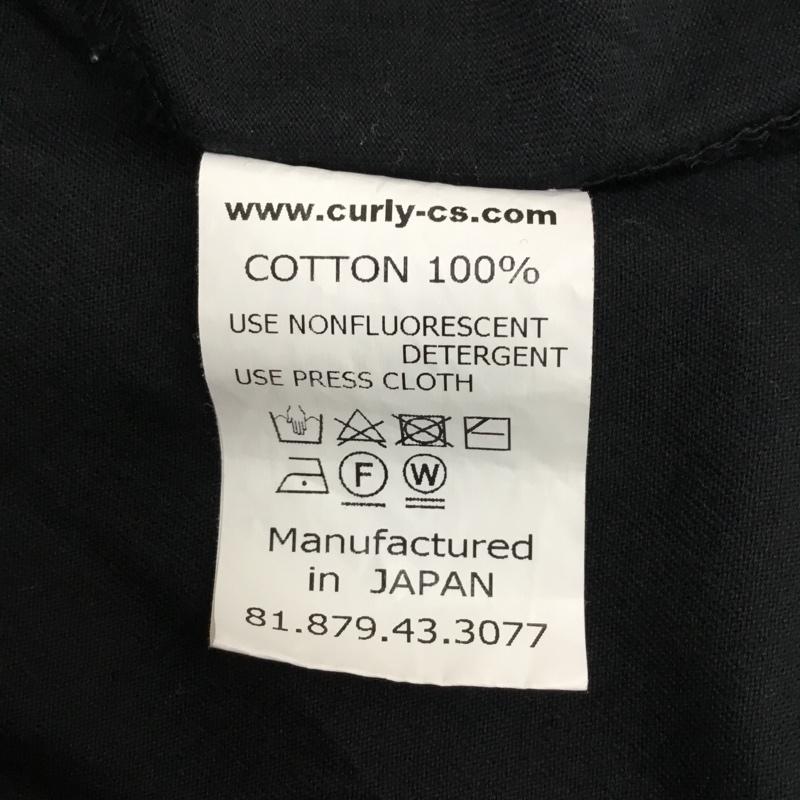 www.curly-cs.com
COTTON 100%
USE NONFLUORESCENT
DETERGENT
USE PRESS CLOTH
F W
Manufactured
in JAPAN
81.879.43.3077